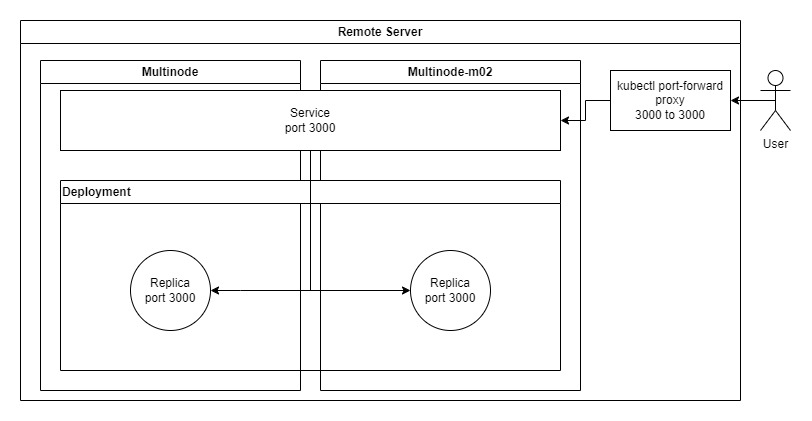 Remote Server
Multinode
Multinode-m02
kubectl port-forward
proxy
3000 to 3000
Service
port 3000
User
Deployment
Replica
port 3000
Replica
port 3000